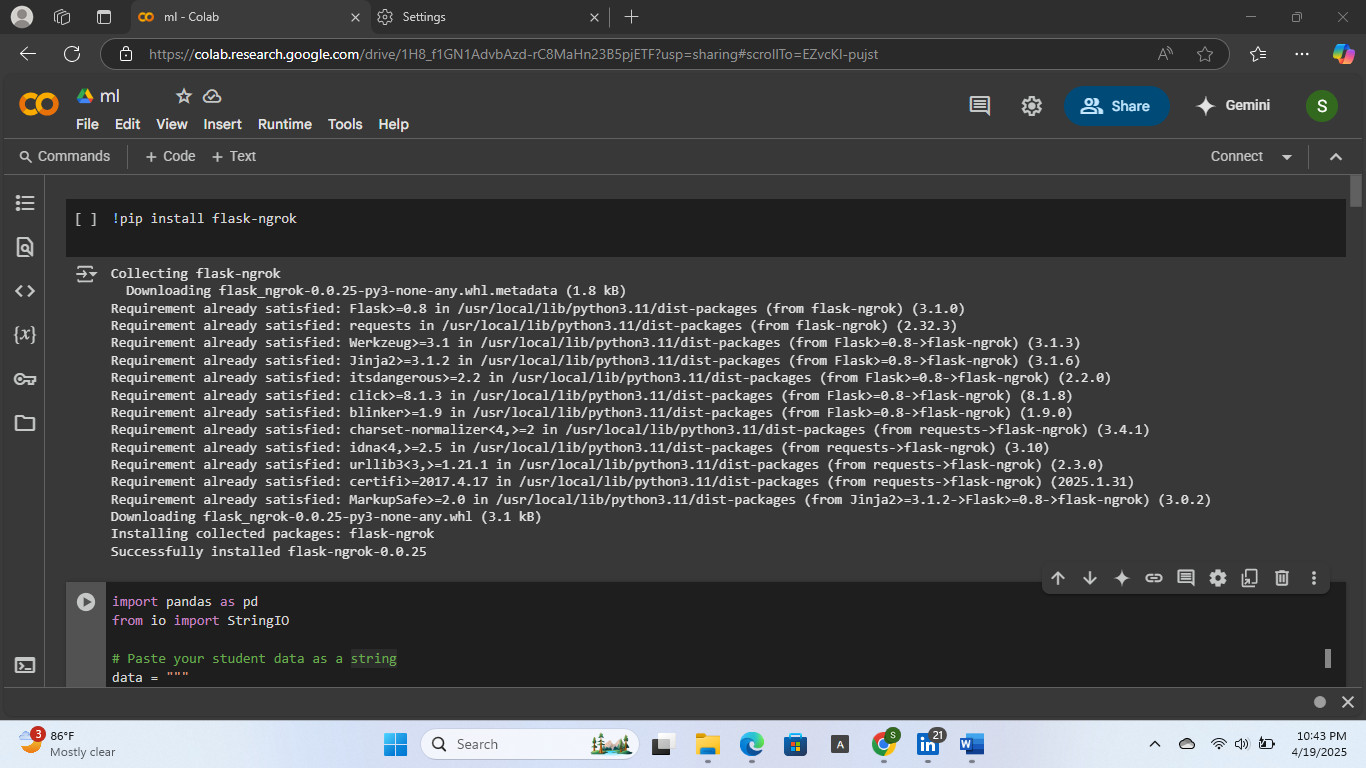 ml - Colab
Settings
https://colab.research.google.com/drive/1H8_f1GN1AdvbAzd-rC8MaHn23B5pjETF?usp=sharing#scrollTo=EZvcKI-pujst
ml
Share
Gemini
S
File Edit View Insert Runtime Tools Help
Commands + Code + Text
Connect
[ ] !pip install flask-ngrok
Collecting flask-ngrok
Downloading flask_ngrok-0.0.25-py3-none-any.whl.metadata (1.8 kB)
Requirement already satisfied: Flask>=0.8 in /usr/local/lib/python3.11/dist-packages (from flask-ngrok) (3.1.0)
Requirement already satisfied: requests in /usr/local/lib/python3.11/dist-packages (from flask-ngrok) (2.32.3)
Requirement already satisfied: Werkzeug>=3.1 in /usr/local/lib/python3.11/dist-packages (from Flask>=0.8->flask-ngrok) (3.1.3)
Requirement already satisfied: Jinja2>=3.1.2 in /usr/local/lib/python3.11/dist-packages (from Flask>=0.8->flask-ngrok) (3.1.6)
Requirement already satisfied: itsdangerous>=2.2 in /usr/local/lib/python3.11/dist-packages (from Flask>=0.8->flask-ngrok) (2.2.0)
Requirement already satisfied: click>=8.1.3 in /usr/local/lib/python3.11/dist-packages (from Flask>=0.8->flask-ngrok) (8.1.8)
Requirement already satisfied: blinker>=1.9 in /usr/local/lib/python3.11/dist-packages (from Flask>=0.8->flask-ngrok) (1.9.0)
Requirement already satisfied: charset-normalizer<4,>=2 in /usr/local/lib/python3.11/dist-packages (from requests->flask-ngrok) (3.4.1)
Requirement already satisfied: idna<4,>=2.5 in /usr/local/lib/python3.11/dist-packages (from requests->flask-ngrok) (3.10)
Requirement already satisfied: urllib3<3,>=1.21.1 in /usr/local/lib/python3.11/dist-packages (from requests->flask-ngrok) (2.3.0)
Requirement already satisfied: certifi>=2017.4.17 in /usr/local/lib/python3.11/dist-packages (from requests->flask-ngrok) (2025.1.31)
Requirement already satisfied: MarkupSafe>=2.0 in /usr/local/lib/python3.11/dist-packages (from Jinja2>=3.1.2->Flask>=0.8->flask-ngrok) (3.0.2)
Downloading flask_ngrok-0.0.25-py3-none-any.whl (3.1 kB)
Installing collected packages: flask-ngrok
Successfully installed flask-ngrok-0.0.25
import pandas as pd
from io import StringIO
# Paste your student data as a string
data = """
3
86°F
Mostly clear
Search
A
S
21
10:43 PM
4/19/2025